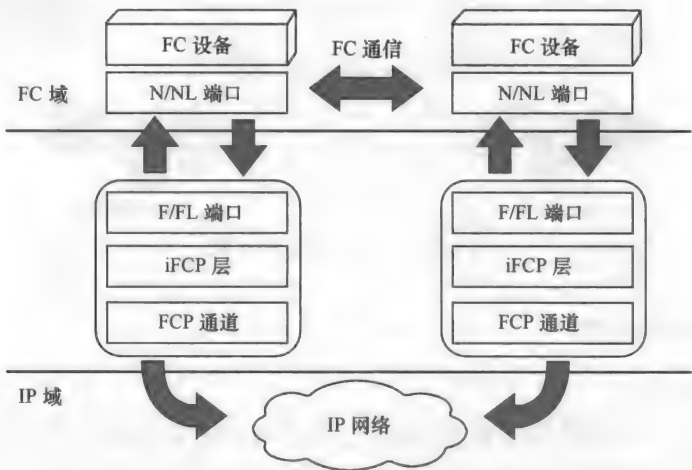 FC 设备
FC 通信
FC 设备
FC 域
N/NL 端口
N/NL 端口
F/FL 端口
F/FL 端口
iFCP 层
iFCP 层
FCP 通道
FCP 通道
IP 域
IP 网络